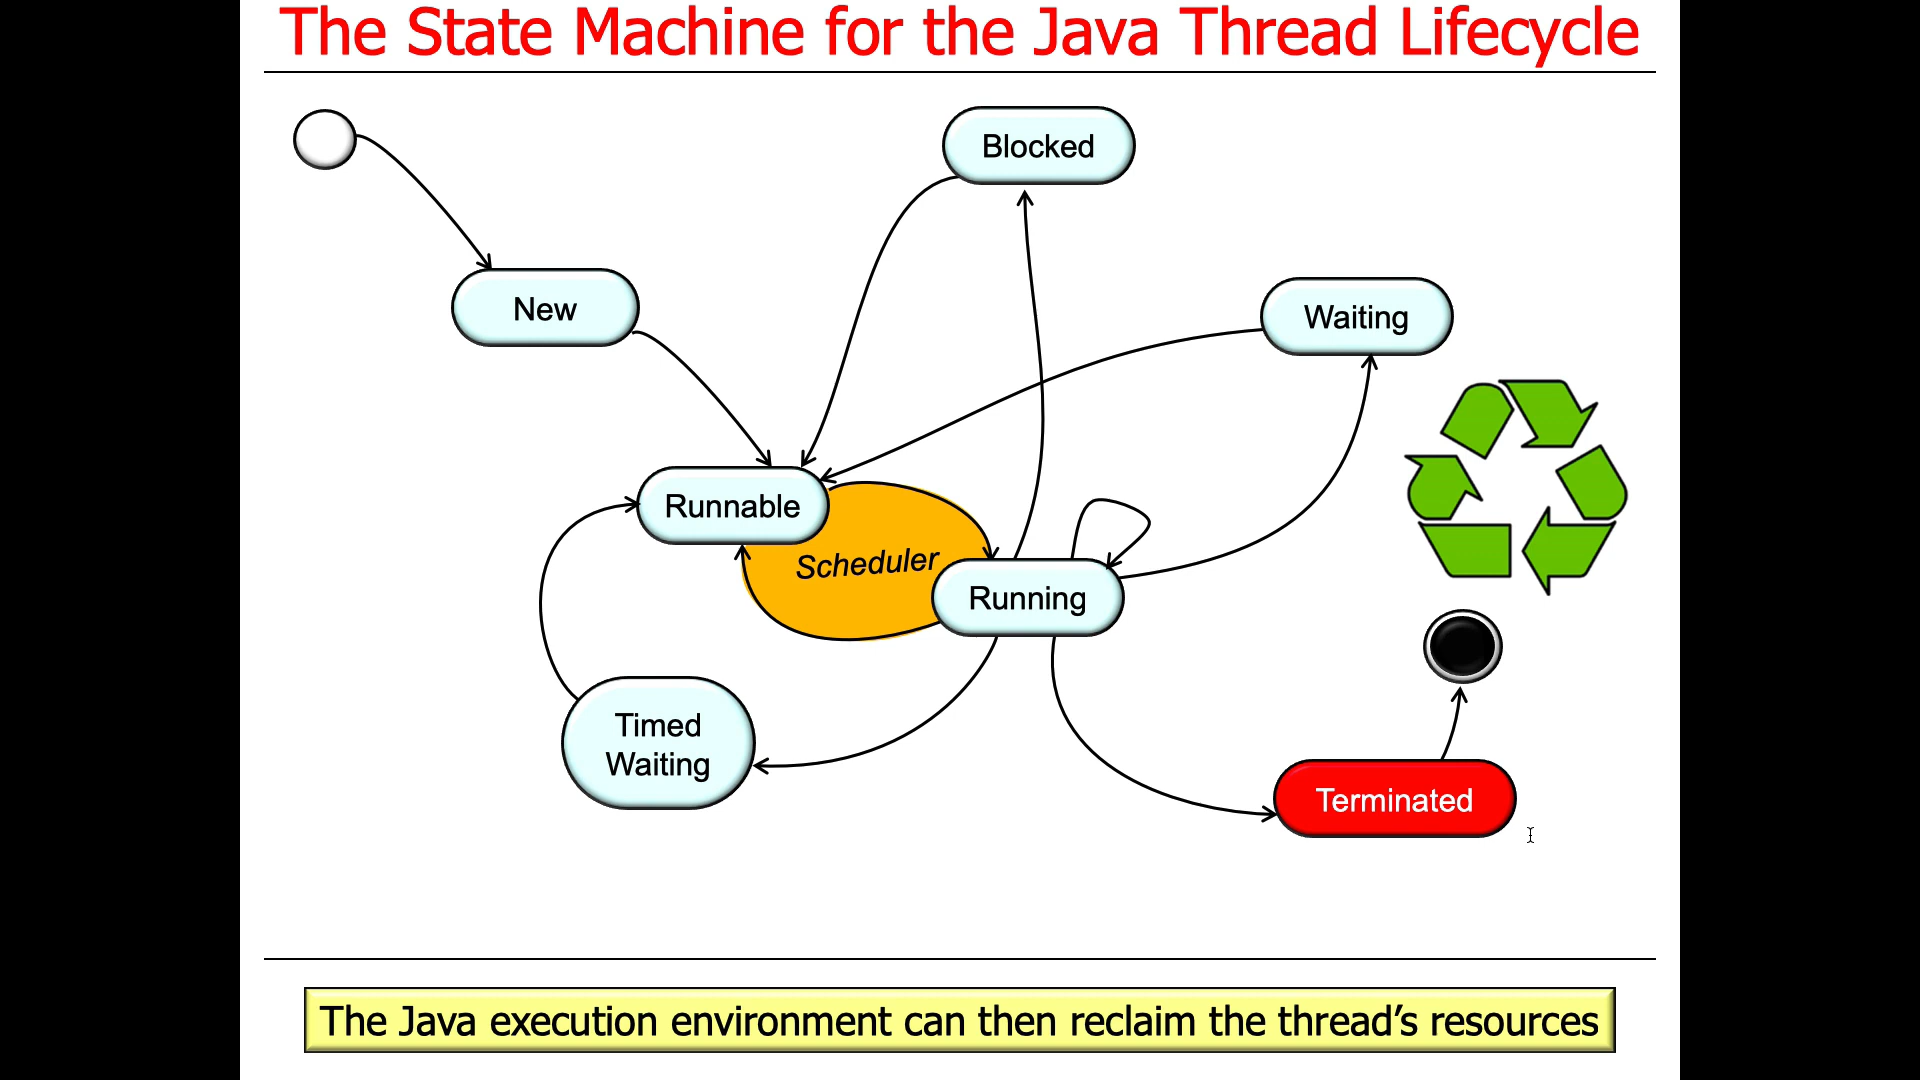 The State Machine for the Java Thread Lifecycle
Blocked
New
Waiting
Runnable
Scheduler
Running
Timed
Waiting
Terminated
The Java execution environment can then reclaim the thread’s resources